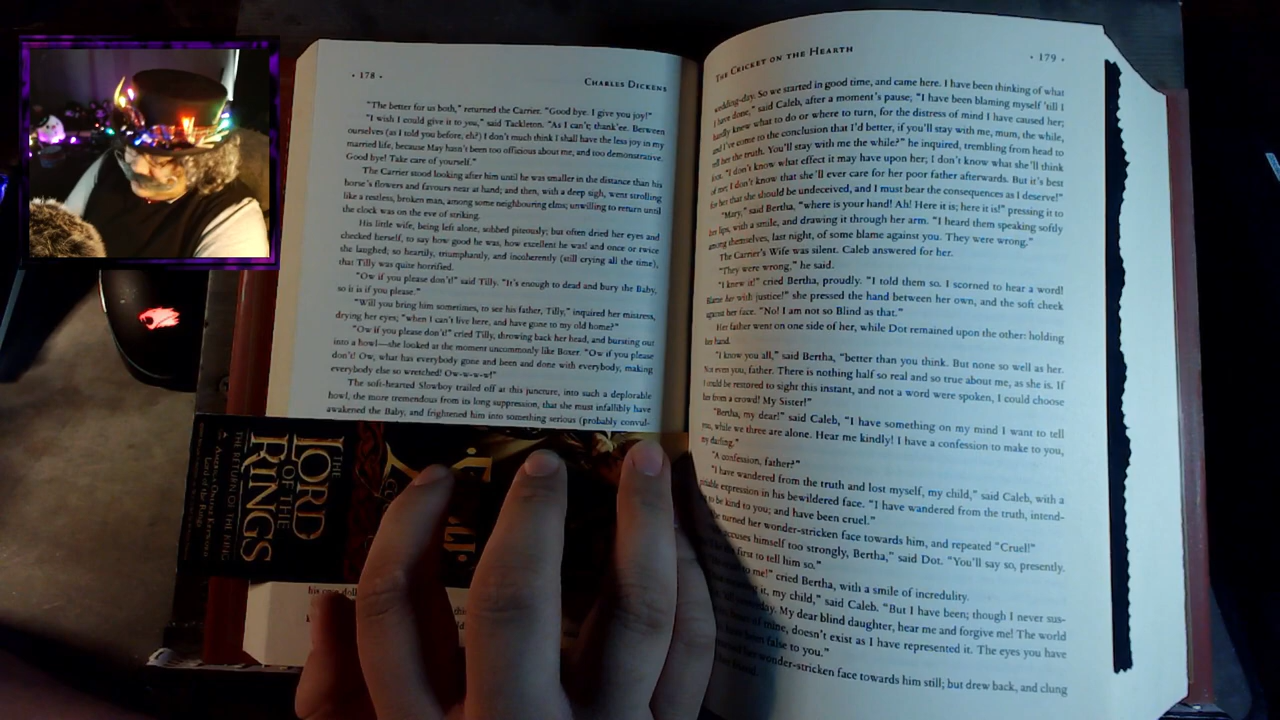 · 178 ·
CHARLES DICKENS
"The better for us both," returned the Carrier. "Good bye. I give you joy!"
"I wish I could give it to you," said Tackleton. "As I can't; thank'ee. Between
ourselves (as I told you before, eh?) I don't much think I shall have the less joy in my
married life, because May hasn't been too officious about me, and too demonstrative.
Good bye! Take care of yourself."
The Carrier stood looking after him until he was smaller in the distance than his
horse's flowers and favours near at hand; and then, with a deep sigh, went strolling
like a restless, broken man, among some neighbouring elms; unwilling to return until
the clock was on the eve of striking.
His little wife, being left alone, sobbed piteously; but often dried her eyes and
checked herself, to say how good he was, how excellent he was! and once or twice
she laughed; so heartily, triumphantly, and incoherently (still crying all the time),
that Tilly was quite horrified.
"Ow if you please don't!" said Tilly. "It's enough to dead and bury the Baby,
so it is if you please."
"Will you bring him sometimes, to see his father, Tilly," inquired her mistress,
drying her eyes; "when I can't live here, and have gone to my old home?"
"Ow if you please don't!" cried Tilly, throwing back her head, and bursting out
into a howl—she looked at the moment uncommonly like Boxer. "Ow if you please
don't! Ow, what has everybody gone and been and done with everybody, making
everybody else so wretched! Ow-w-w-w!"
The soft-hearted Slowboy trailed off at this juncture, into such a deplorable
howl, the more tremendous from its long suppression, that she must infallibly have
awakened the Baby, and frightened him into something serious (probably convul-
THE
LORD
OF THE
RINGS
THE RETURN OF THE KING
THE CRICKET ON THE HEARTH
· 179 ·
wedding-day. So we started in good time, and came here. I have been thinking of what
I have done," said Caleb, after a moment's pause; "I have been blaming myself 'till I
hardly knew what to do or where to turn, for the distress of mind I have caused her;
and I've come to the conclusion that I'd better, if you'll stay with me, mum, the while,
tell her the truth. You'll stay with me the while?" he inquired, trembling from head to
foot. "I don't know what effect it may have upon her; I don't know what she'll think
of me; I don't know that she'll ever care for her poor father afterwards. But it's best
for her that she should be undeceived, and I must bear the consequences as I deserve!"
"Mary," said Bertha, "where is your hand! Ah! Here it is; here it is!" pressing it to
her lips, with a smile, and drawing it through her arm. "I heard them speaking softly
among themselves, last night, of some blame against you. They were wrong."
The Carrier's Wife was silent. Caleb answered for her.
"They were wrong," he said.
"I knew it!" cried Bertha, proudly. "I told them so. I scorned to hear a word!
Blame her with justice!" she pressed the hand between her own, and the soft cheek
against her face. "No! I am not so Blind as that."
Her father went on one side of her, while Dot remained upon the other: holding
her hand.
"I know you all," said Bertha, "better than you think. But none so well as her.
Not even you, father. There is nothing half so real and so true about me, as she is. If
I could be restored to sight this instant, and not a word were spoken, I could choose
her from a crowd! My Sister!"
"Bertha, my dear!" said Caleb, "I have something on my mind I want to tell
you, while we three are alone. Hear me kindly! I have a confession to make to you,
my darling."
"A confession, father?"
"I have wandered from the truth and lost myself, my child," said Caleb, with a
expression in his bewildered face. "I have wandered from the truth, intend-
to be kind to you; and have been cruel."
turned her wonder-stricken face towards him, and repeated "Cruel!"
accuses himself too strongly, Bertha," said Dot. "You'll say so, presently.
first to tell him so."
to me!" cried Bertha, with a smile of incredulity.
it, my child," said Caleb. "But I have been; though I never sus-
My dear blind daughter, hear me and forgive me! The world
of mine, doesn't exist as I have represented it. The eyes you have
been false to you."
wonder-stricken face towards him still; but drew back, and clung